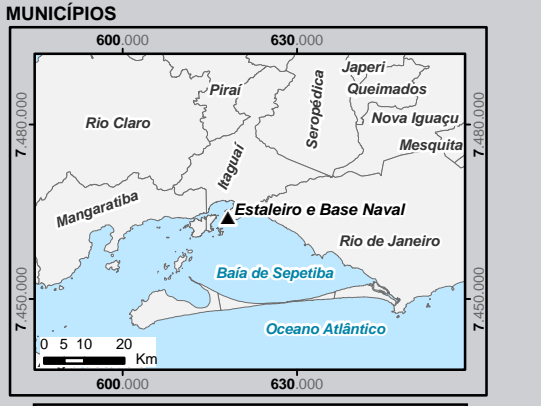 MUNICÍPIOS
600.000 630.000
Japeri
Piraí
Queimados
Seropédica
7.480.000
Rio Claro
Nova Iguaçu
7.480.000
Mesquita
Itaguaí
Mangaratiba
Estaleiro e Base Naval
Rio de Janeiro
Baía de Sepetiba
7.450.000
7.450.000
Oceano Atlântico
0 5 10 20
Km
600.000 630.000